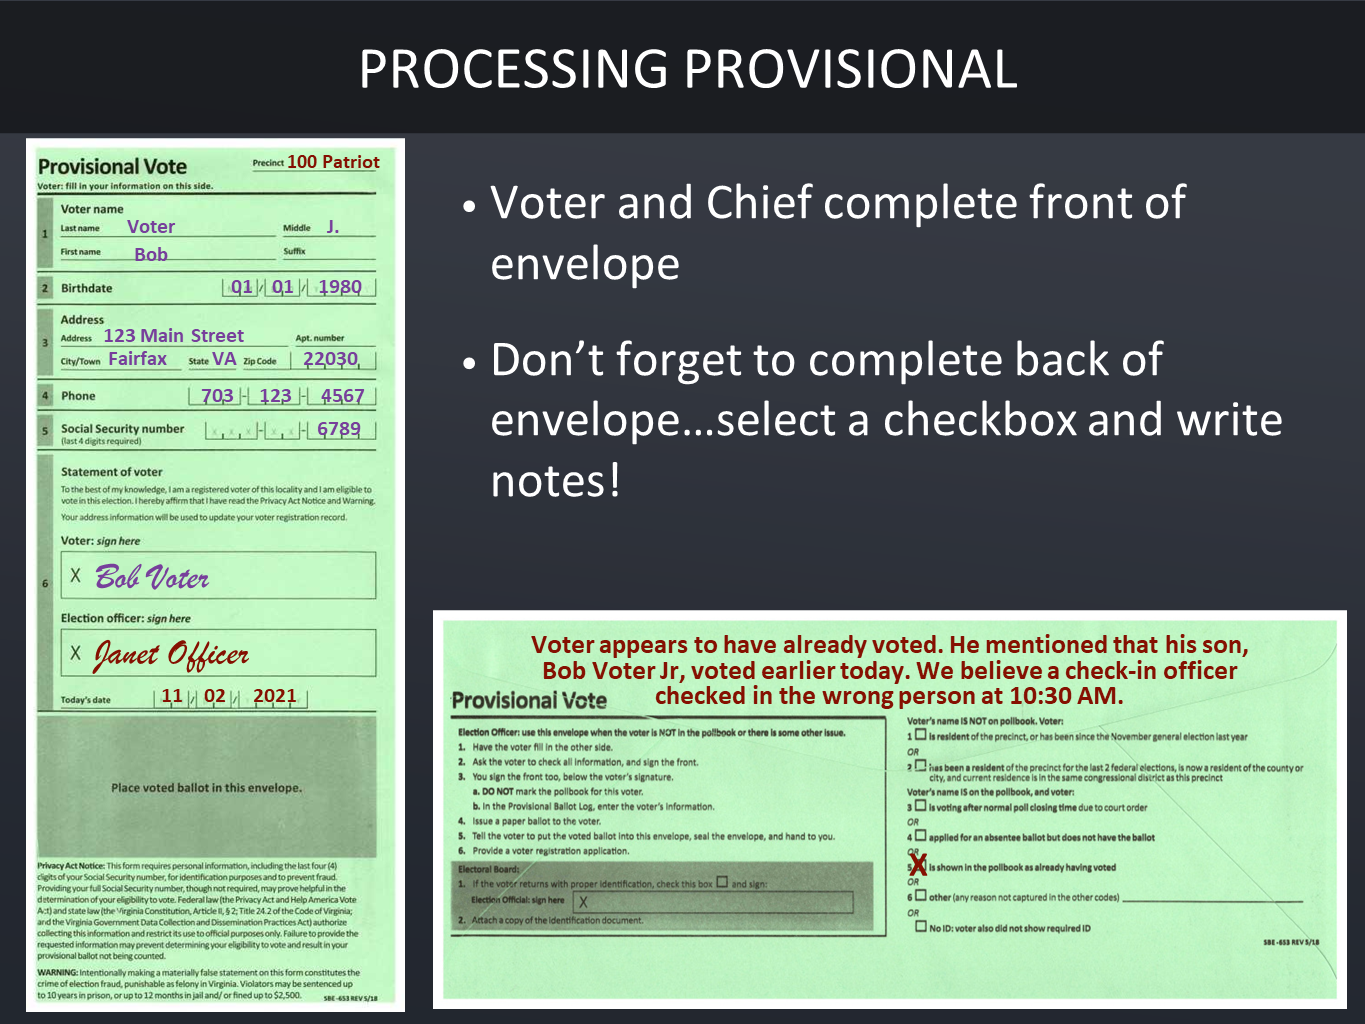 PROCESSING PROVISIONAL
Provisional Vote
Precinct 100 Patriot
Voter: fill in your information on this side.
1
Voter name
Last name Voter Middle J.
First name Bob Suffix
2 Birthdate 01 / 01 / 1980
3
Address
Address 123 Main Street Apt. number
City/Town Fairfax State VA Zip Code 22030
4 Phone 703 - 123 - 4567
5 Social Security number x x x - x x - 6789
(last 4 digits required)
6
Statement of voter
To the best of my knowledge, I am a registered voter of this locality and I am eligible to
vote in this election. I hereby affirm that I have read the Privacy Act Notice and Warning.
Your address information will be used to update your voter registration record.
Voter: sign here
X Bob Voter
Election officer: sign here
X Janet Officer
Today's date 11 / 02 / 2021
Place voted ballot in this envelope.
Privacy Act Notice: This form requires personal information, including the last four (4)
digits of your Social Security number, for identification purposes and to prevent fraud.
Providing your full Social Security number, though not required, may prove helpful in the
determination of your eligibility to vote. Federal law (the Privacy Act and Help America Vote
Act) and state law (the Virginia Constitution, Article II, § 2; Title 24.2 of the Code of Virginia;
and the Virginia Government Data Collection and Dissemination Practices Act) authorize
collecting this information and restrict its use to official purposes only. Failure to provide the
requested information may prevent determining your eligibility to vote and result in your
provisional ballot not being counted.
WARNING: Intentionally making a materially false statement on this form constitutes the
crime of election fraud, punishable as felony in Virginia. Violators may be sentenced up
to 10 years in prison, or up to 12 months in jail and/ or fined up to $2,500.
SBE -653 REV 5/18
• Voter and Chief complete front of
envelope
• Don’t forget to complete back of
envelope…select a checkbox and write
notes!
Voter appears to have already voted. He mentioned that his son,
Bob Voter Jr, voted earlier today. We believe a check-in officer
checked in the wrong person at 10:30 AM.
Provisional Vote
Election Officer: use this envelope when the voter is NOT in the pollbook or there is some other issue.
1. Have the voter fill in the other side.
2. Ask the voter to check all information, and sign the front.
3. You sign the front too, below the voter's signature.
a. DO NOT mark the pollbook for this voter.
b. In the Provisional Ballot Log, enter the voter's information.
4. Issue a paper ballot to the voter.
5. Tell the voter to put the voted ballot into this envelope, seal the envelope, and hand to you.
6. Provide a voter registration application.
Electoral Board:
1. If the voter returns with proper identification, check this box and sign:
Election Official: sign here X
2. Attach a copy of the identification document.
Voter's name IS NOT on pollbook. Voter:
1 is resident of the precinct, or has been since the November general election last year
OR
2 has been a resident of the precinct for the last 2 federal elections, is now a resident of the county or
city, and current residence is in the same congressional district as this precinct
Voter's name IS on the pollbook, and voter:
3 is voting after normal poll closing time due to court order
OR
4 applied for an absentee ballot but does not have the ballot
OR
5 X is shown in the pollbook as already having voted
OR
6 other (any reason not captured in the other codes)
OR
No ID: voter also did not show required ID
SBE -653 REV 5/18